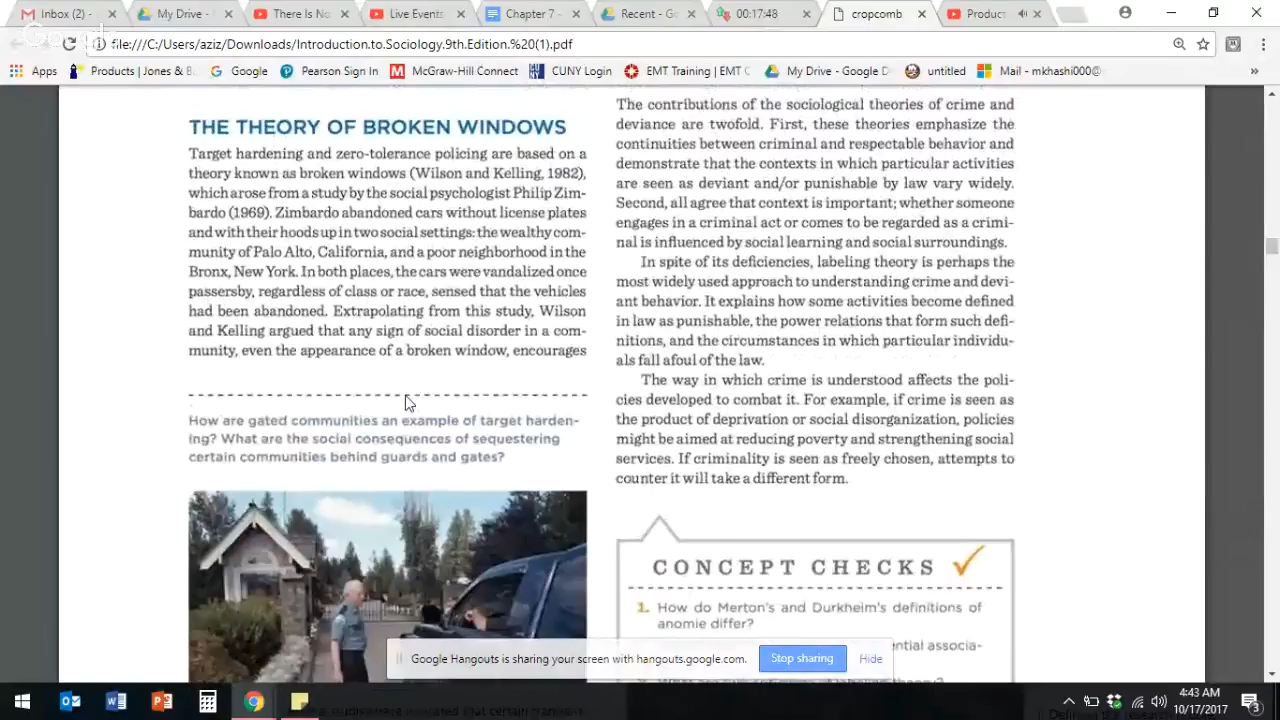 Inbox (2)
My Drive -
There Is No
Live Events
Chapter 7 -
Recent - Go
00:17:48
cropcomb
Product
file:///C:/Users/aziz/Downloads/Introduction.to.Sociology.9th.Edition.%20(1).pdf
Apps
Products | Jones & B
Google
Pearson Sign In
McGraw-Hill Connect
CUNY Login
EMT Training | EMT C
My Drive - Google D
untitled
Mail - mkhashi000@
THE THEORY OF BROKEN WINDOWS
Target hardening and zero-tolerance policing are based on a
theory known as broken windows (Wilson and Kelling, 1982),
which arose from a study by the social psychologist Philip Zim-
bardo (1969). Zimbardo abandoned cars without license plates
and with their hoods up in two social settings: the wealthy com-
munity of Palo Alto, California, and a poor neighborhood in the
Bronx, New York. In both places, the cars were vandalized once
passersby, regardless of class or race, sensed that the vehicles
had been abandoned. Extrapolating from this study, Wilson
and Kelling argued that any sign of social disorder in a com-
munity, even the appearance of a broken window, encourages
How are gated communities an example of target harden-
ing? What are the social consequences of sequestering
certain communities behind guards and gates?
The contributions of the sociological theories of crime and
deviance are twofold. First, these theories emphasize the
continuities between criminal and respectable behavior and
demonstrate that the contexts in which particular activities
are seen as deviant and/or punishable by law vary widely.
Second, all agree that context is important; whether someone
engages in a criminal act or comes to be regarded as a crimi-
nal is influenced by social learning and social surroundings.
In spite of its deficiencies, labeling theory is perhaps the
most widely used approach to understanding crime and devi-
ant behavior. It explains how some activities become defined
in law as punishable, the power relations that form such defi-
nitions, and the circumstances in which particular individu-
als fall afoul of the law.
The way in which crime is understood affects the poli-
cies developed to combat it. For example, if crime is seen as
the product of deprivation or social disorganization, policies
might be aimed at reducing poverty and strengthening social
services. If criminality is seen as freely chosen, attempts to
counter it will take a different form.
CONCEPT CHECKS
1. How do Merton's and Durkheim's definitions of
anomie differ?
ential associa-
Google Hangouts is sharing your screen with hangouts.google.com.
Stop sharing
Hide
4:43 AM
10/17/2017